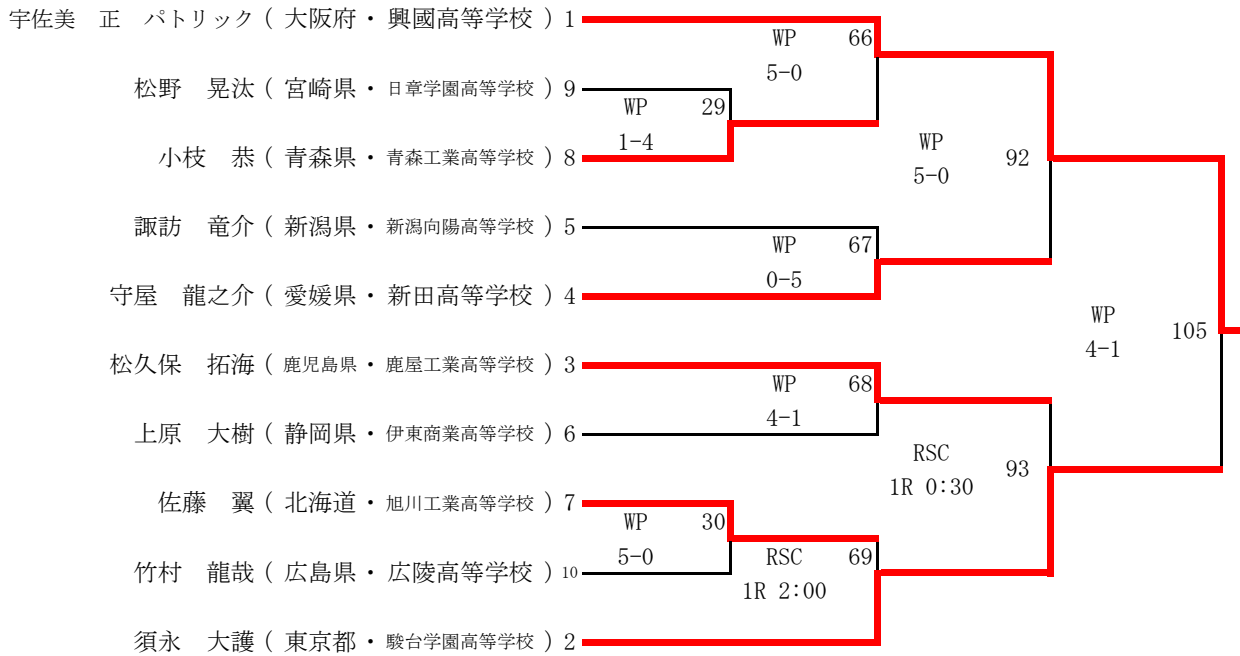 宇佐美　正　パトリック ( 大阪府 ・ 興國高等学校 ) 1
WP 66
5-0
松野　晃汰 ( 宮崎県 ・ 日章学園高等学校 ) 9
WP 29
1-4
小枝　恭 ( 青森県 ・ 青森工業高等学校 ) 8
WP 92
5-0
諏訪　竜介 ( 新潟県 ・ 新潟向陽高等学校 ) 5
WP 67
0-5
守屋　龍之介 ( 愛媛県 ・ 新田高等学校 ) 4
WP 105
4-1
松久保　拓海 ( 鹿児島県 ・ 鹿屋工業高等学校 ) 3
WP 68
4-1
上原　大樹 ( 静岡県 ・ 伊東商業高等学校 ) 6
RSC 93
1R 0:30
佐藤　翼 ( 北海道 ・ 旭川工業高等学校 ) 7
WP 30
5-0
RSC 69
1R 2:00
竹村　龍哉 ( 広島県 ・ 広陵高等学校 ) 10
須永　大護 ( 東京都 ・ 駿台学園高等学校 ) 2